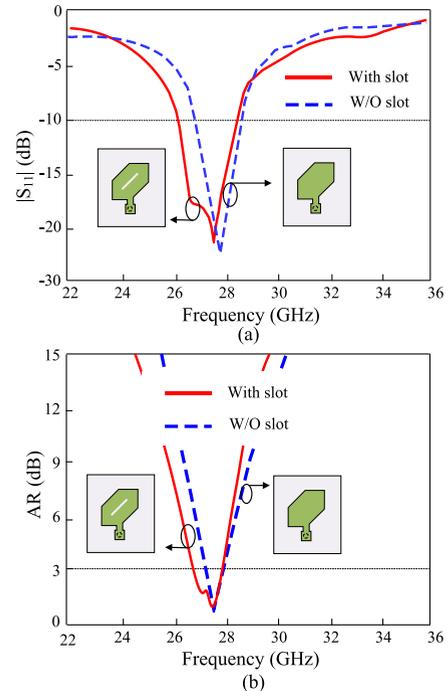 0
-5
-10
-15
-20
-30
|S11| (dB)
With slot
W/O slot
22 24 26 28 30 32 34 36
Frequency (GHz)
(a)
15
12
9
6
3
0
AR (dB)
With slot
W/O slot
22 24 26 28 30 32 34 36
Frequency (GHz)
(b)